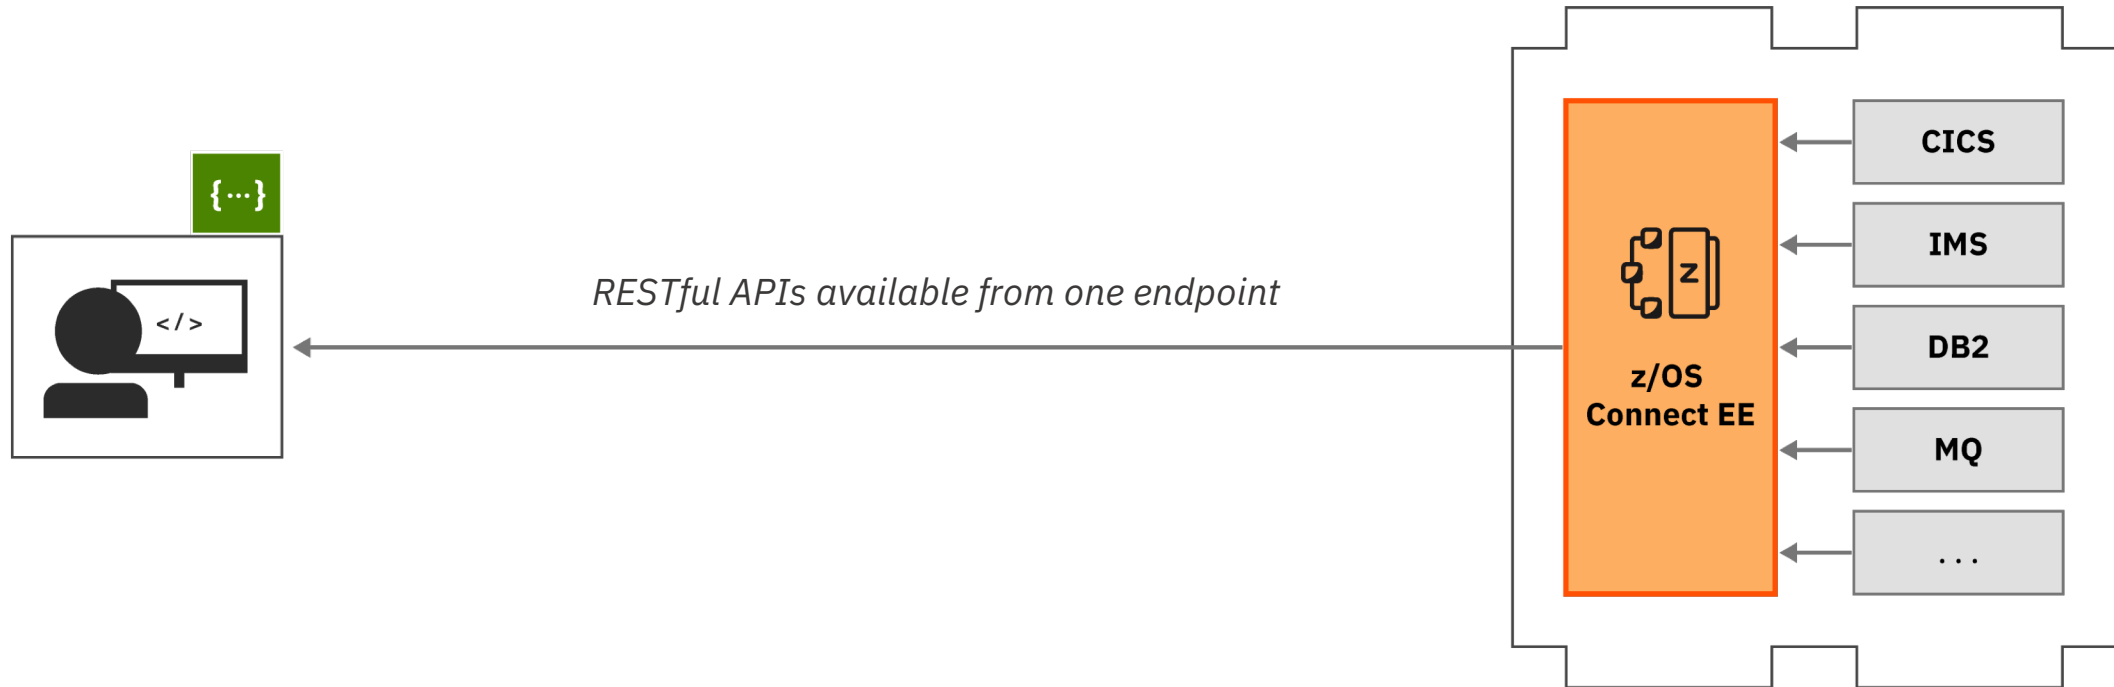 {...}
</>
RESTful APIs available from one endpoint
z
z/OS
Connect EE
CICS
IMS
DB2
MQ
...